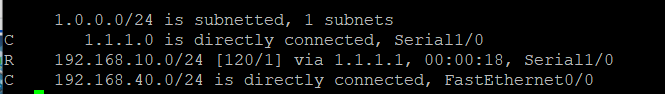 1.0.0.0/24 is subnetted, 1 subnets
C 1.1.1.0 is directly connected, Serial1/0
R 192.168.10.0/24 [120/1] via 1.1.1.1, 00:00:18, Serial1/0
C 192.168.40.0/24 is directly connected, FastEthernet0/0